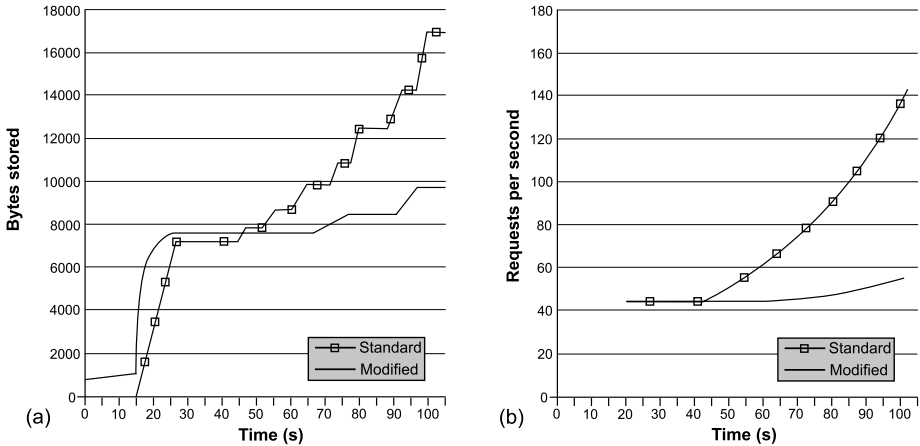 18000
16000
14000
12000
10000
8000
6000
4000
2000
0
Bytes stored
Standard
Modified
0 10 20 30 40 50 60 70 80 90 100
Time (s)
(a)
180
160
140
120
100
80
60
40
20
0
Requests per second
Standard
Modified
0 10 20 30 40 50 60 70 80 90 100
Time (s)
(b)